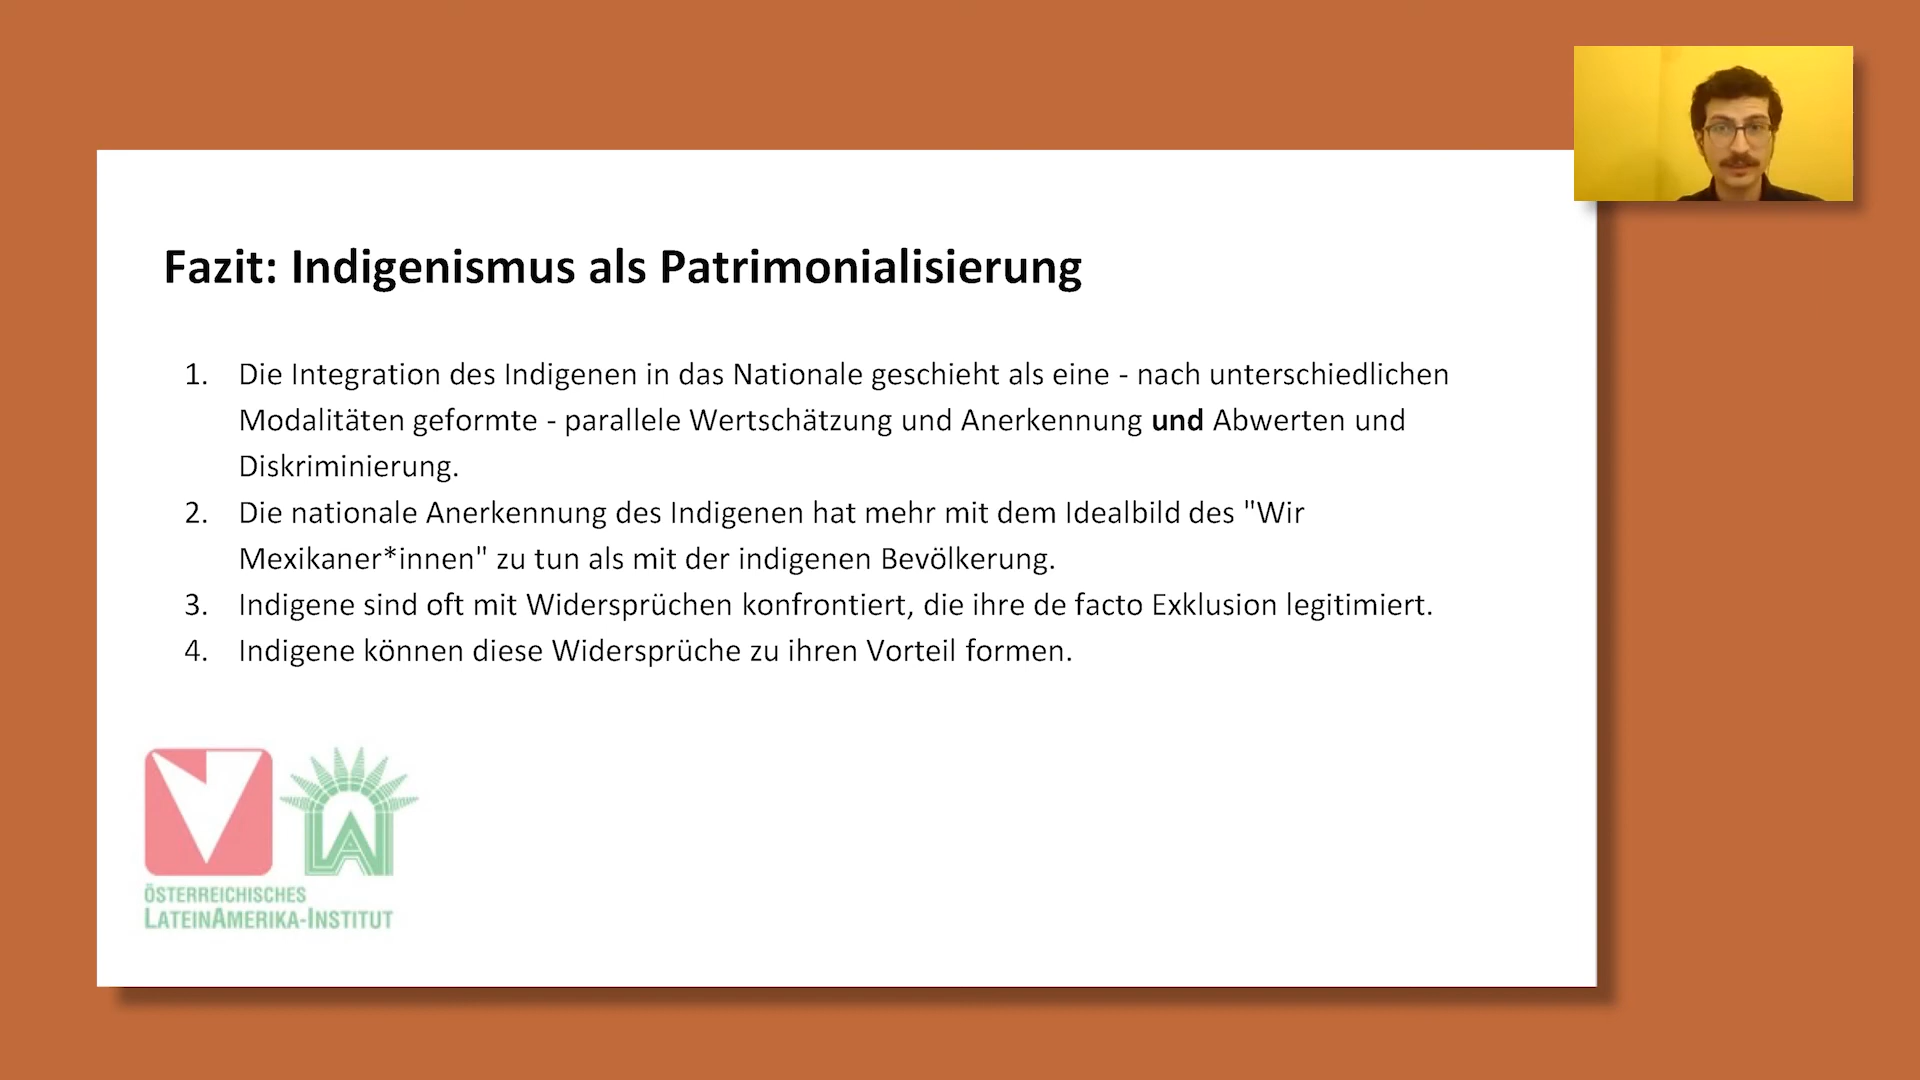 Fazit: Indigenismus als Patrimonialisierung
1. Die Integration des Indigenen in das Nationale geschieht als eine - nach unterschiedlichen
Modalitäten geformte - parallele Wertschätzung und Anerkennung und Abwerten und
Diskriminierung.
2. Die nationale Anerkennung des Indigenen hat mehr mit dem Idealbild des "Wir
Mexikaner*innen" zu tun als mit der indigenen Bevölkerung.
3. Indigene sind oft mit Widersprüchen konfrontiert, die ihre de facto Exklusion legitimiert.
4. Indigene können diese Widersprüche zu ihren Vorteil formen.
LAI
ÖSTERREICHISCHES
LATEINAMERIKA-INSTITUT